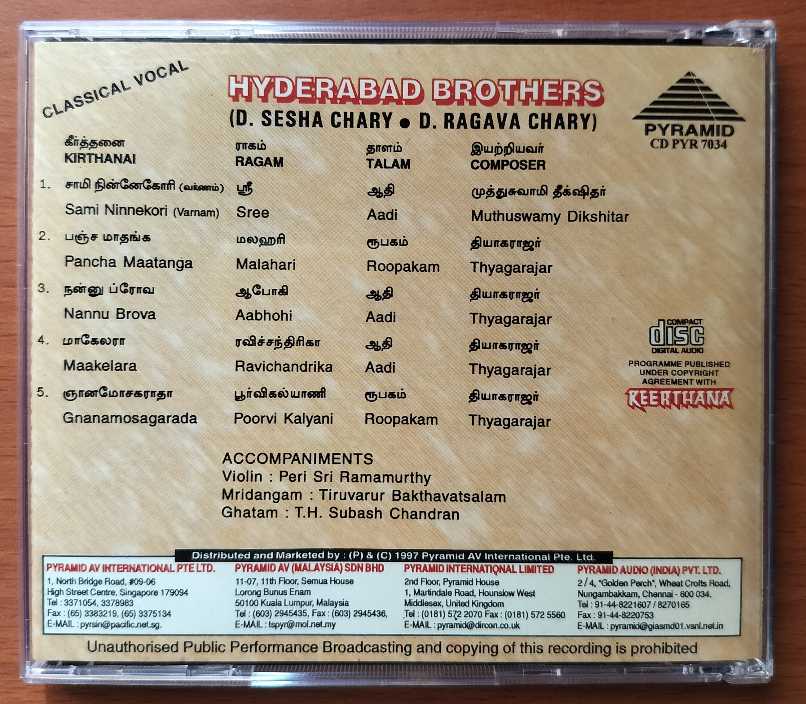 CLASSICAL VOCAL
HYDERABAD BROTHERS
(D. SESHA CHARY ● D. RAGAVA CHARY)
PYRAMID
CD PYR 7034
கீர்த்தனை ராகம் தாளம் இயற்றியவர்
KIRTHANAI RAGAM TALAM COMPOSER
1. சாமி நின்னேகோரி (வர்ணம்) ஸ்ரீ ஆதி முத்துசுவாமி தீக்ஷிதர்
Sami Ninnekori (Varnam) Sree Aadi Muthuswamy Dikshitar
2. பஞ்ச மாதங்க மலஹரி ரூபகம் தியாகராஜர்
Pancha Maatanga Malahari Roopakam Thyagarajar
3. நன்னு ப்ரோவ ஆபோகி ஆதி தியாகராஜர்
Nannu Brova Aabhohi Aadi Thyagarajar
4. மாகேலரா ரவிச்சந்திரிகா ஆதி தியாகராஜர்
Maakelara Ravichandrika Aadi Thyagarajar
5. ஞானமோசகராதா பூர்விகல்யாணி ரூபகம் தியாகராஜர்
Gnanamosagarada Poorvi Kalyani Roopakam Thyagarajar
COMPACT
disc
DIGITAL AUDIO
PROGRAMME PUBLISHED
UNDER COPYRIGHT
AGREEMENT WITH
KEERTHANA
ACCOMPANIMENTS
Violin : Peri Sri Ramamurthy
Mridangam : Tiruvarur Bakthavatsalam
Ghatam : T.H. Subash Chandran
Distributed and Marketed by : (P) & (C) 1997 Pyramid AV International Pte. Ltd.
PYRAMID AV INTERNATIONAL PTE LTD.
1, North Bridge Road, #09-06
High Street Centre, Singapore 179094
Tel : 3371054, 3378983
Fax : (65) 3383219, (65) 3375134
E-MAIL : pyrsin@pacific.net.sg.
PYRAMID AV (MALAYSIA) SDN BHD
11-07, 11th Floor, Semua House
Lorong Bunus Enam
50100 Kuala Lumpur, Malaysia
Tel : (603) 2945435, Fax : (603) 2945436,
E-MAIL : tspyr@mol.net.my
PYRAMID INTERNATIONAL LIMITED
2nd Floor, Pyramid House
1, Martindale Road, Hounslow West
Middlesex, United Kingdom
Tel : (0181) 572 2070 Fax : (0181) 572 5560
E-MAIL : pyramid@dircon.co.uk
PYRAMID AUDIO (INDIA) PVT. LTD.
2 / 4, "Golden Perch", Wheat Crofts Road,
Nungambakkam, Chennai - 600 034.
Tel : 91-44-8221607 / 8270165
Fax : 91-44-8220753
E-MAIL : pyramid@giasmd01.vsnl.net.in
Unauthorised Public Performance Broadcasting and copying of this recording is prohibited